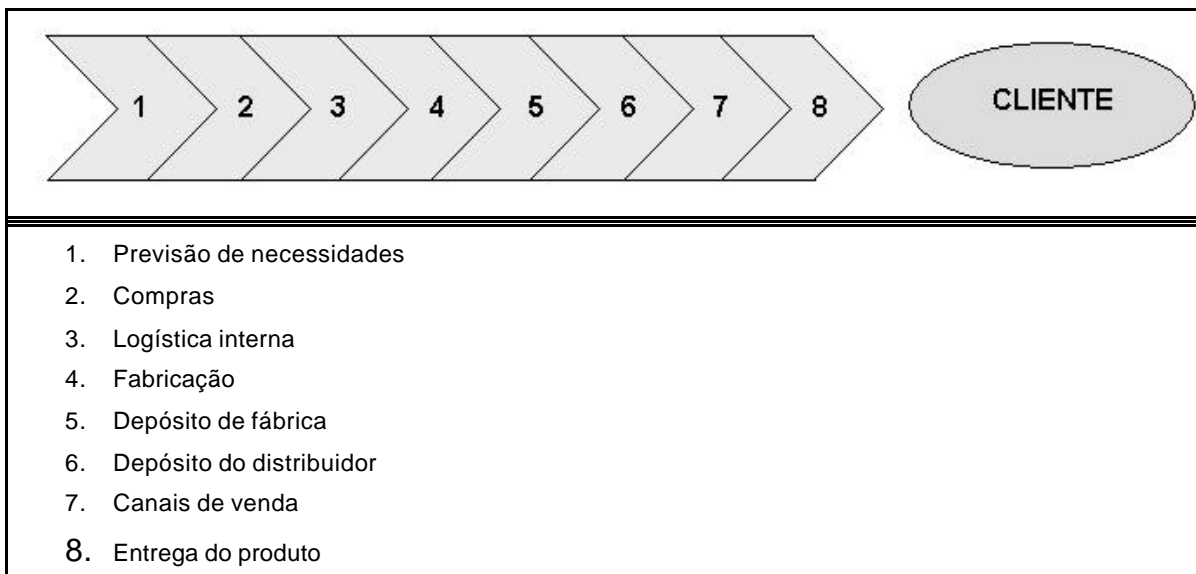 1 2 3 4 5 6 7 8 CLIENTE
1. Previsão de necessidades
2. Compras
3. Logística interna
4. Fabricação
5. Depósito de fábrica
6. Depósito do distribuidor
7. Canais de venda
8. Entrega do produto